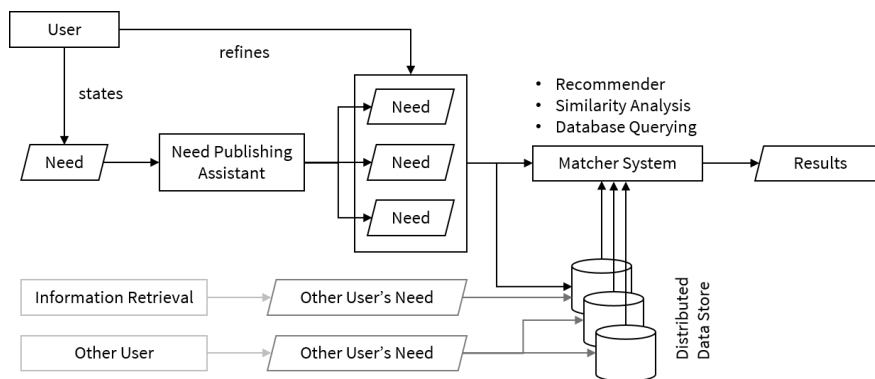 User
refines
states
Need
Need Publishing
Assistant
Need
Need
Need
• Recommender
• Similarity Analysis
• Database Querying
Matcher System
Results
Information Retrieval
Other User's Need
Other User
Other User's Need
Distributed
Data Store